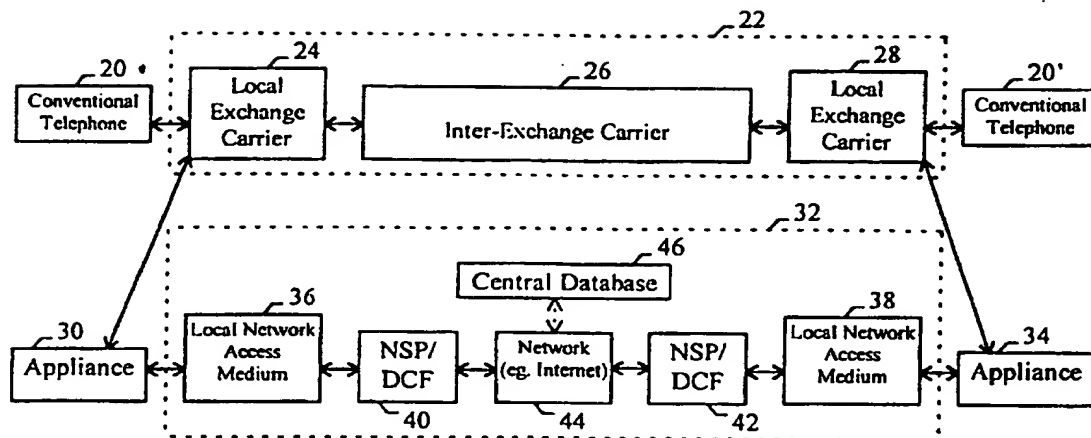 22
24
28
20
26
20'
Conventional
Telephone
Local
Exchange
Carrier
Inter-Exchange Carrier
Local
Exchange
Carrier
Conventional
Telephone
32
46
Central Database
36
38
30
Local Network
Access
Medium
34
Appliance
NSP/
DCF
Network
(eg. Internet)
NSP/
DCF
Local Network
Access
Medium
Appliance
40
44
42